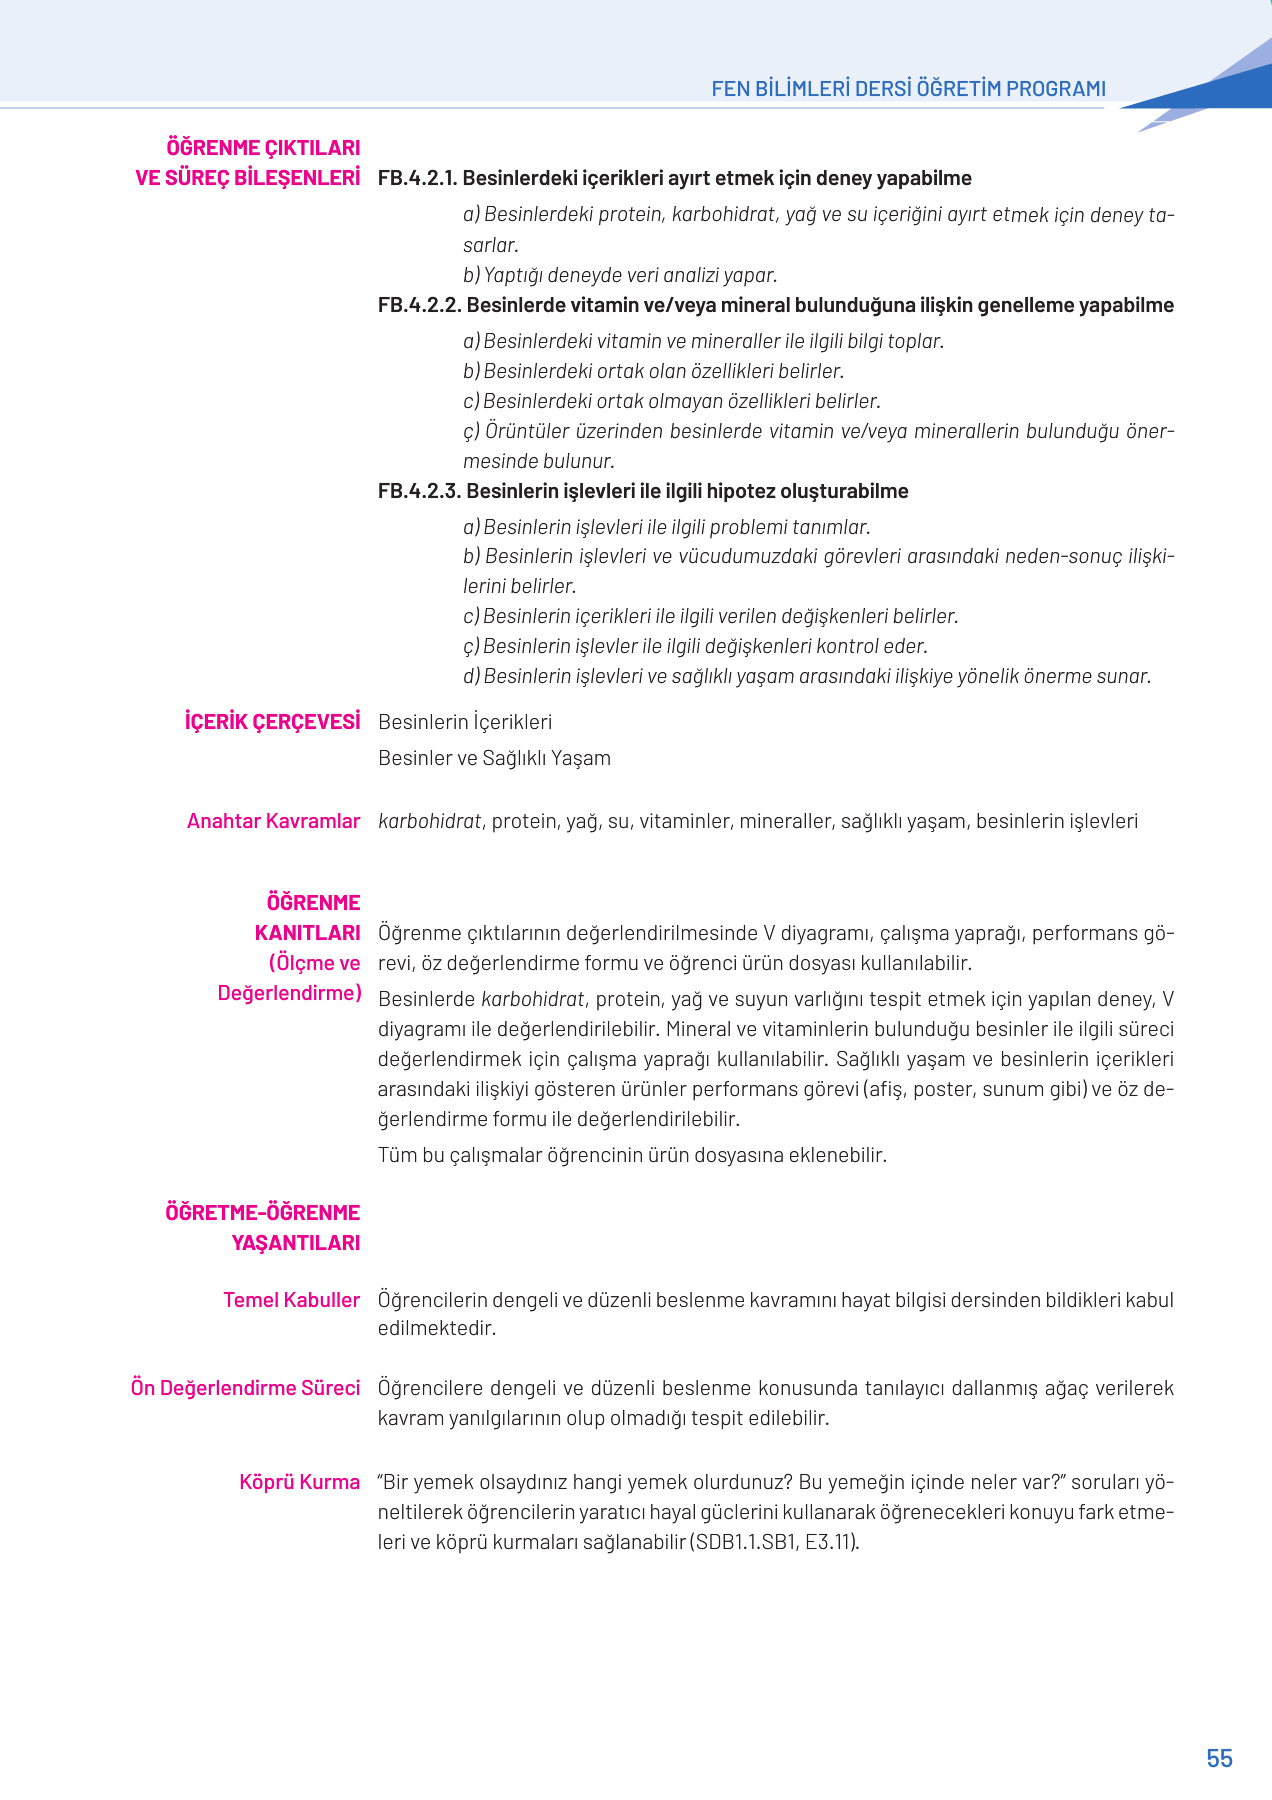 FEN BİLİMLERİ DERSİ ÖĞRETİM PROGRAMI
ÖĞRENME ÇIKTILARI
VE SÜREÇ BİLEŞENLERİ
FB.4.2.1. Besinlerdeki içerikleri ayırt etmek için deney yapabilme
a) Besinlerdeki protein, karbohidrat, yağ ve su içeriğini ayırt etmek için deney ta-
sarlar.
b) Yaptığı deneyde veri analizi yapar.
FB.4.2.2. Besinlerde vitamin ve/veya mineral bulunduğuna ilişkin genelleme yapabilme
a) Besinlerdeki vitamin ve mineraller ile ilgili bilgi toplar.
b) Besinlerdeki ortak olan özellikleri belirler.
c) Besinlerdeki ortak olmayan özellikleri belirler.
ç) Örüntüler üzerinden besinlerde vitamin ve/veya minerallerin bulunduğu öner-
mesinde bulunur.
FB.4.2.3. Besinlerin işlevleri ile ilgili hipotez oluşturabilme
a) Besinlerin işlevleri ile ilgili problemi tanımlar.
b) Besinlerin işlevleri ve vücudumuzdaki görevleri arasındaki neden-sonuç ilişki-
lerini belirler.
c) Besinlerin içerikleri ile ilgili verilen değişkenleri belirler.
ç) Besinlerin işlevler ile ilgili değişkenleri kontrol eder.
d) Besinlerin işlevleri ve sağlıklı yaşam arasındaki ilişkiye yönelik önerme sunar.
İÇERİK ÇERÇEVESİ
Besinlerin İçerikleri
Besinler ve Sağlıklı Yaşam
Anahtar Kavramlar
karbohidrat, protein, yağ, su, vitaminler, mineraller, sağlıklı yaşam, besinlerin işlevleri
ÖĞRENME
KANITLARI
(Ölçme ve
Değerlendirme)
Öğrenme çıktılarının değerlendirilmesinde V diyagramı, çalışma yaprağı, performans gö-
revi, öz değerlendirme formu ve öğrenci ürün dosyası kullanılabilir.
Besinlerde karbohidrat, protein, yağ ve suyun varlığını tespit etmek için yapılan deney, V
diyagramı ile değerlendirilebilir. Mineral ve vitaminlerin bulunduğu besinler ile ilgili süreci
değerlendirmek için çalışma yaprağı kullanılabilir. Sağlıklı yaşam ve besinlerin içerikleri
arasındaki ilişkiyi gösteren ürünler performans görevi (afiş, poster, sunum gibi) ve öz de-
ğerlendirme formu ile değerlendirilebilir.
Tüm bu çalışmalar öğrencinin ürün dosyasına eklenebilir.
ÖĞRETME-ÖĞRENME
YAŞANTILARI
Temel Kabuller
Öğrencilerin dengeli ve düzenli beslenme kavramını hayat bilgisi dersinden bildikleri kabul
edilmektedir.
Ön Değerlendirme Süreci
Öğrencilere dengeli ve düzenli beslenme konusunda tanılayıcı dallanmış ağaç verilerek
kavram yanılgılarının olup olmadığı tespit edilebilir.
Köprü Kurma
“Bir yemek olsaydınız hangi yemek olurdunuz? Bu yemeğin içinde neler var?” soruları yö-
neltilerek öğrencilerin yaratıcı hayal güçlerini kullanarak öğrenecekleri konuyu fark etme-
leri ve köprü kurmaları sağlanabilir (SDB1.1.SB1, E3.11).
55